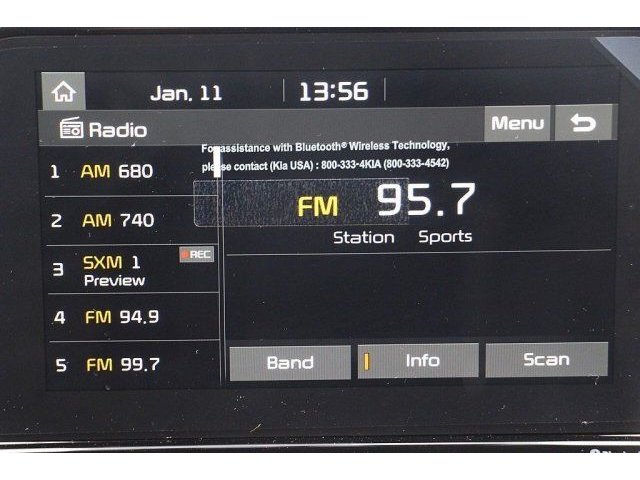 Jan. 11 13:56
Radio Menu
For assistance with Bluetooth® Wireless Technology,
please contact (Kia USA) : 800-333-4KIA (800-333-4542)
1 AM 680
2 AM 740
3 SXM 1 REC
Preview
4 FM 94.9
5 FM 99.7
FM 95.7
Station Sports
Band Info Scan